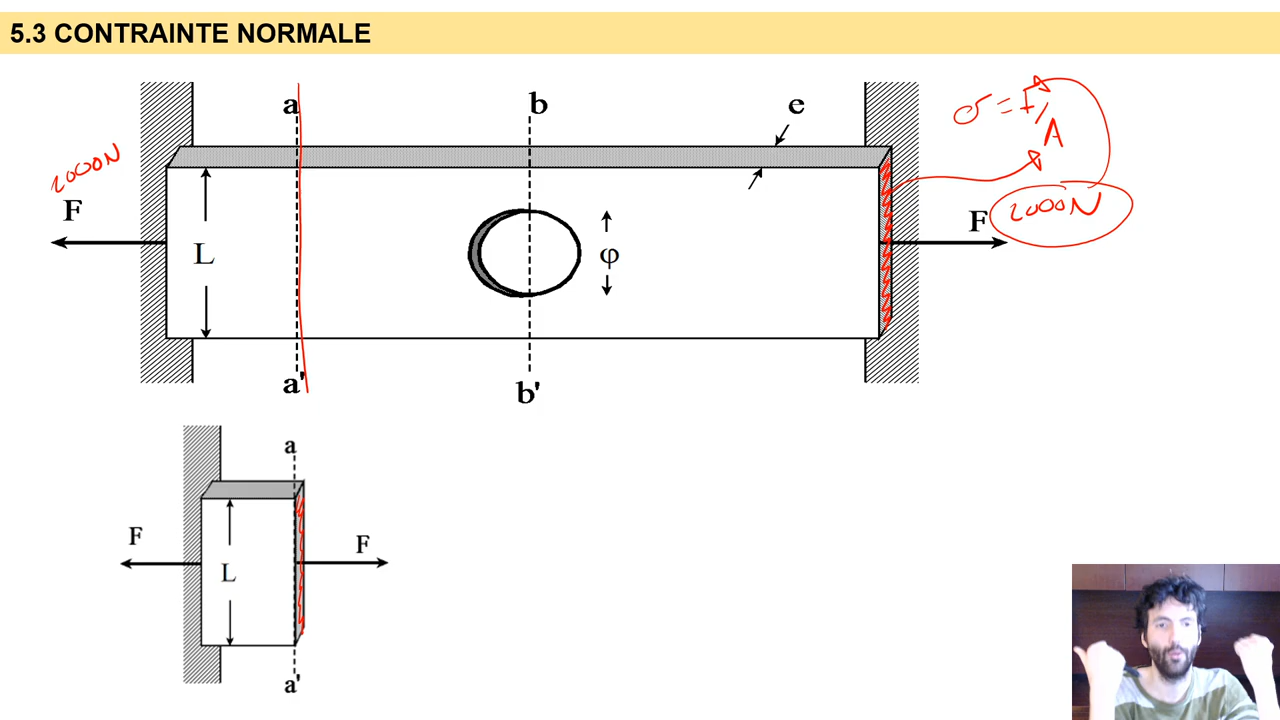 5.3 CONTRAINTE NORMALE
a
b
e
σ = F/A
2000N
F
L
φ
F
2000N
a'
b'
a
F
F
L
a'